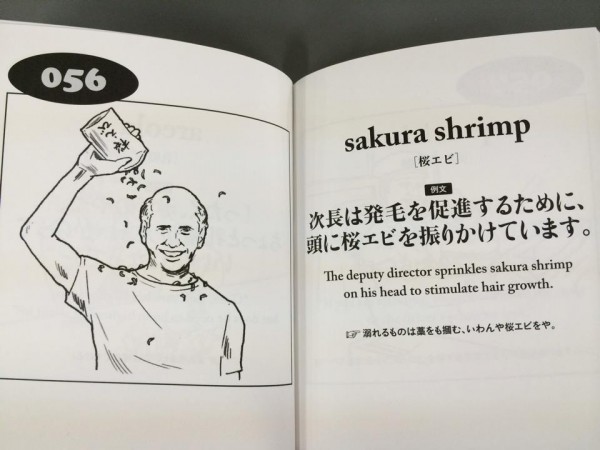 056
桜えび
sakura shrimp
[桜エビ]
例文
次長は発毛を促進するために、
頭に桜エビを振りかけています。
The deputy director sprinkles sakura shrimp
on his head to stimulate hair growth.
☞ 溺れるものは藁をも摑む、いわんや桜エビをや。